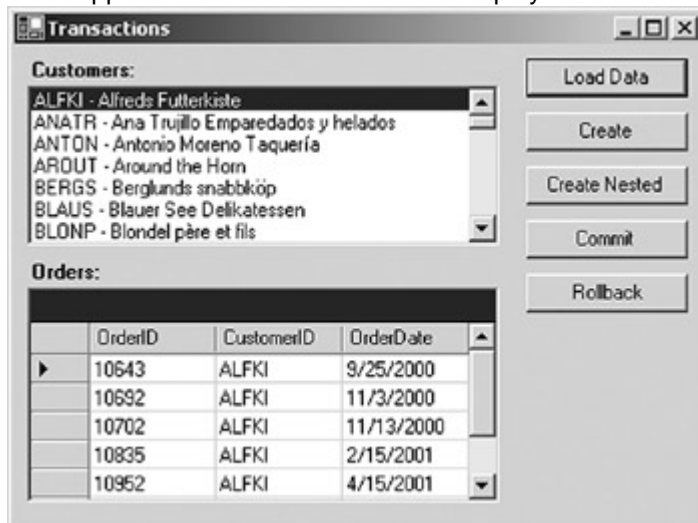 Transactions
Customers:
ALFKI - Alfreds Futterkiste
ANATR - Ana Trujillo Emparedados y helados
ANTON - Antonio Moreno Taquería
AROUT - Around the Horn
BERGS - Berglunds snabbköp
BLAUS - Blauer See Delikatessen
BLONP - Blondel père et fils
Load Data
Create
Create Nested
Commit
Rollback
Orders:
OrderID CustomerID OrderDate
10643 ALFKI 9/25/2000
10692 ALFKI 11/3/2000
10702 ALFKI 11/13/2000
10835 ALFKI 2/15/2001
10952 ALFKI 4/15/2001